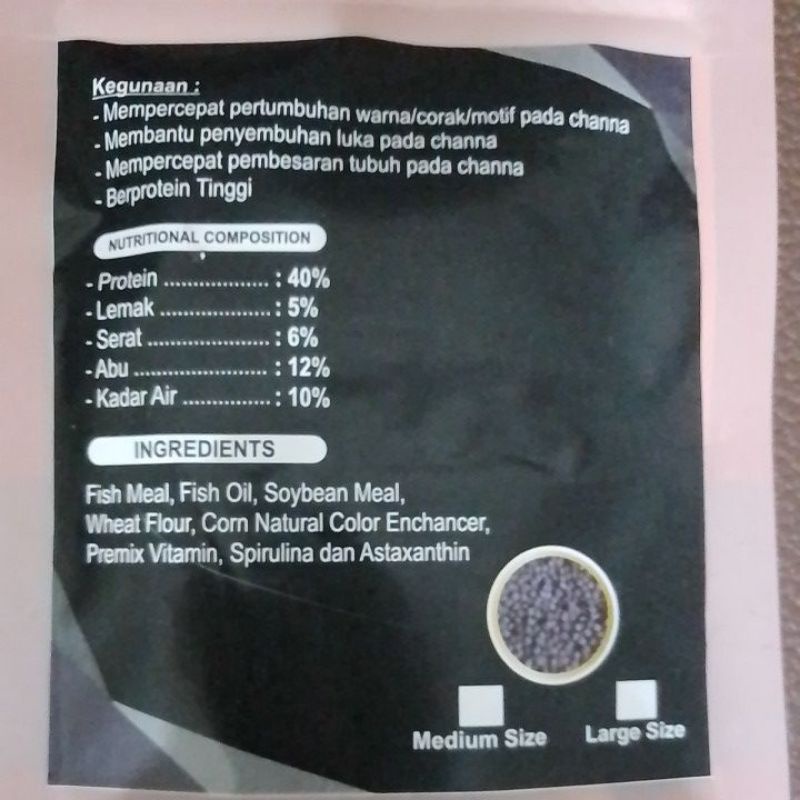 Kegunaan :
- Mempercepat pertumbuhan warna/corak/motif pada channa
- Membantu penyembuhan luka pada channa
- Mempercepat pembesaran tubuh pada channa
- Berprotein Tinggi
NUTRITIONAL COMPOSITION
- Protein ................... : 40%
- Lemak .................... : 5%
- Serat ...................... : 6%
- Abu ........................ : 12%
- Kadar Air ................ : 10%
INGREDIENTS
Fish Meal, Fish Oil, Soybean Meal,
Wheat Flour, Corn Natural Color Enchancer,
Premix Vitamin, Spirulina dan Astaxanthin
Medium Size Large Size